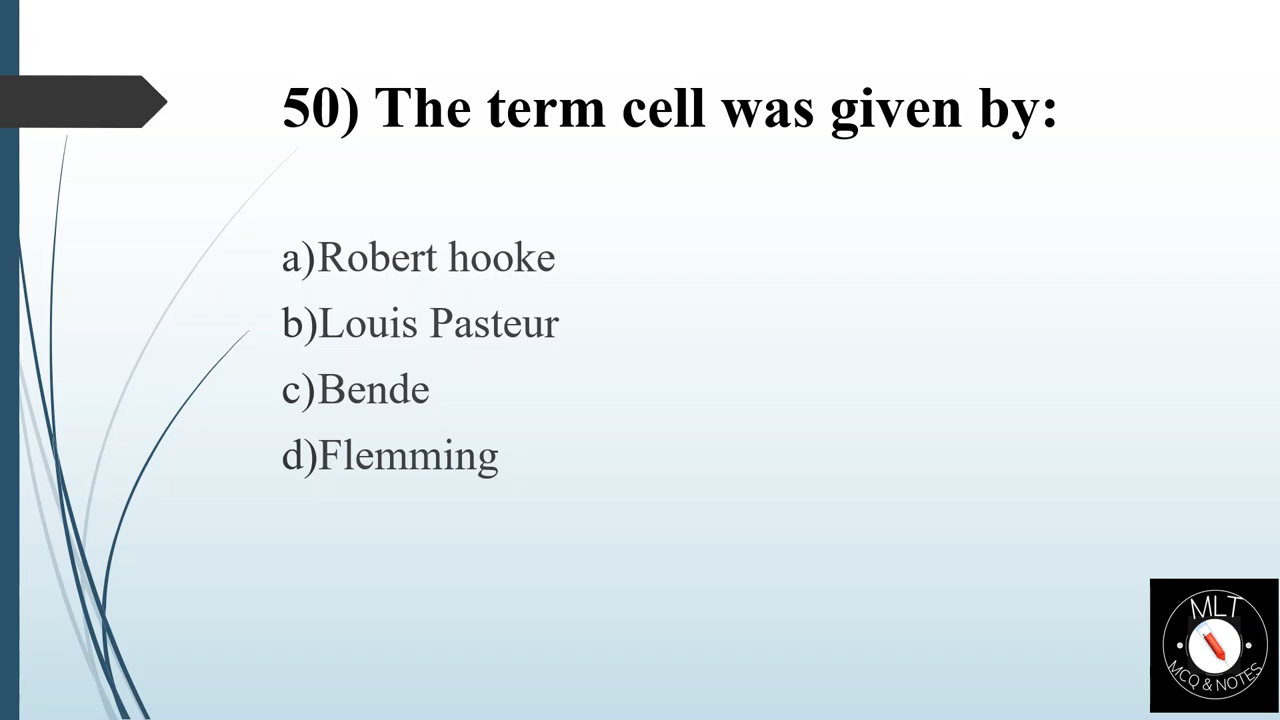 50) The term cell was given by:
a)Robert hooke
b)Louis Pasteur
c)Bende
d)Flemming
MLT
MCQ & NOTES